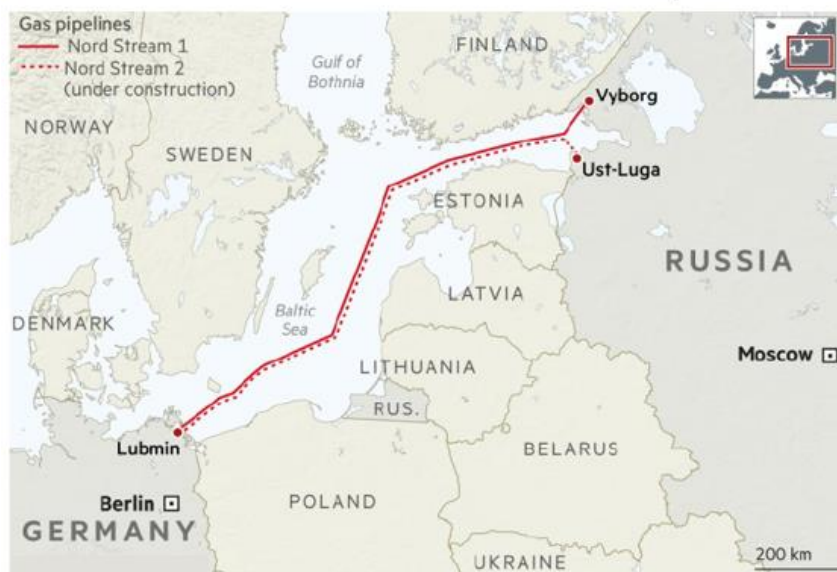 Gas pipelines
Nord Stream 1
Nord Stream 2
(under construction)
Gulf of
Bothnia
FINLAND
Vyborg
NORWAY
SWEDEN
Ust-Luga
ESTONIA
RUSSIA
LATVIA
Baltic
Sea
DENMARK
Moscow
LITHUANIA
RUS.
Lubmin
BELARUS
Berlin
POLAND
GERMANY
UKRAINE
200 km